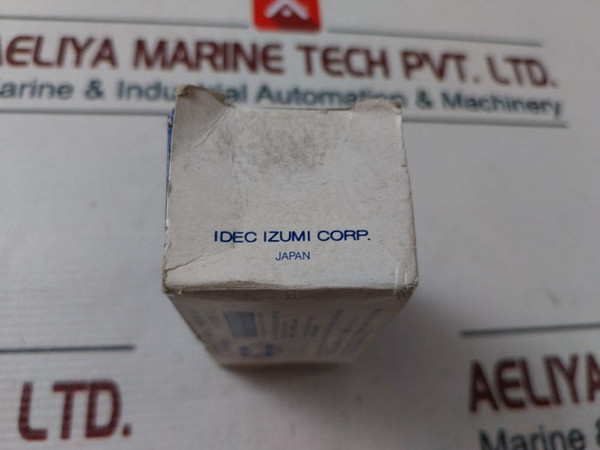 AELIYA MARINE TECH PVT. LTD.
arine & Industrial Automation & Machinery
IDEC IZUMI CORP.
JAPAN
LTD.
AELIYA
Marine